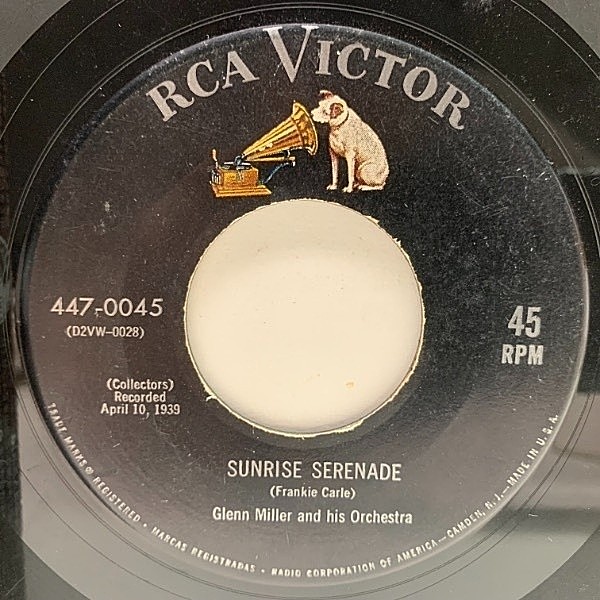 RCA VICTOR
447-0045
(D2VW-0028)
45
RPM
(Collectors)
Recorded
April 10, 1939
SUNRISE SERENADE
(Frankie Carle)
Glenn Miller and his Orchestra
TRADE MARKS ® REGISTERED • MARCAS REGISTRADAS • RADIO CORPORATION OF AMERICA—CAMDEN, N. J.—MADE IN U.S.A.